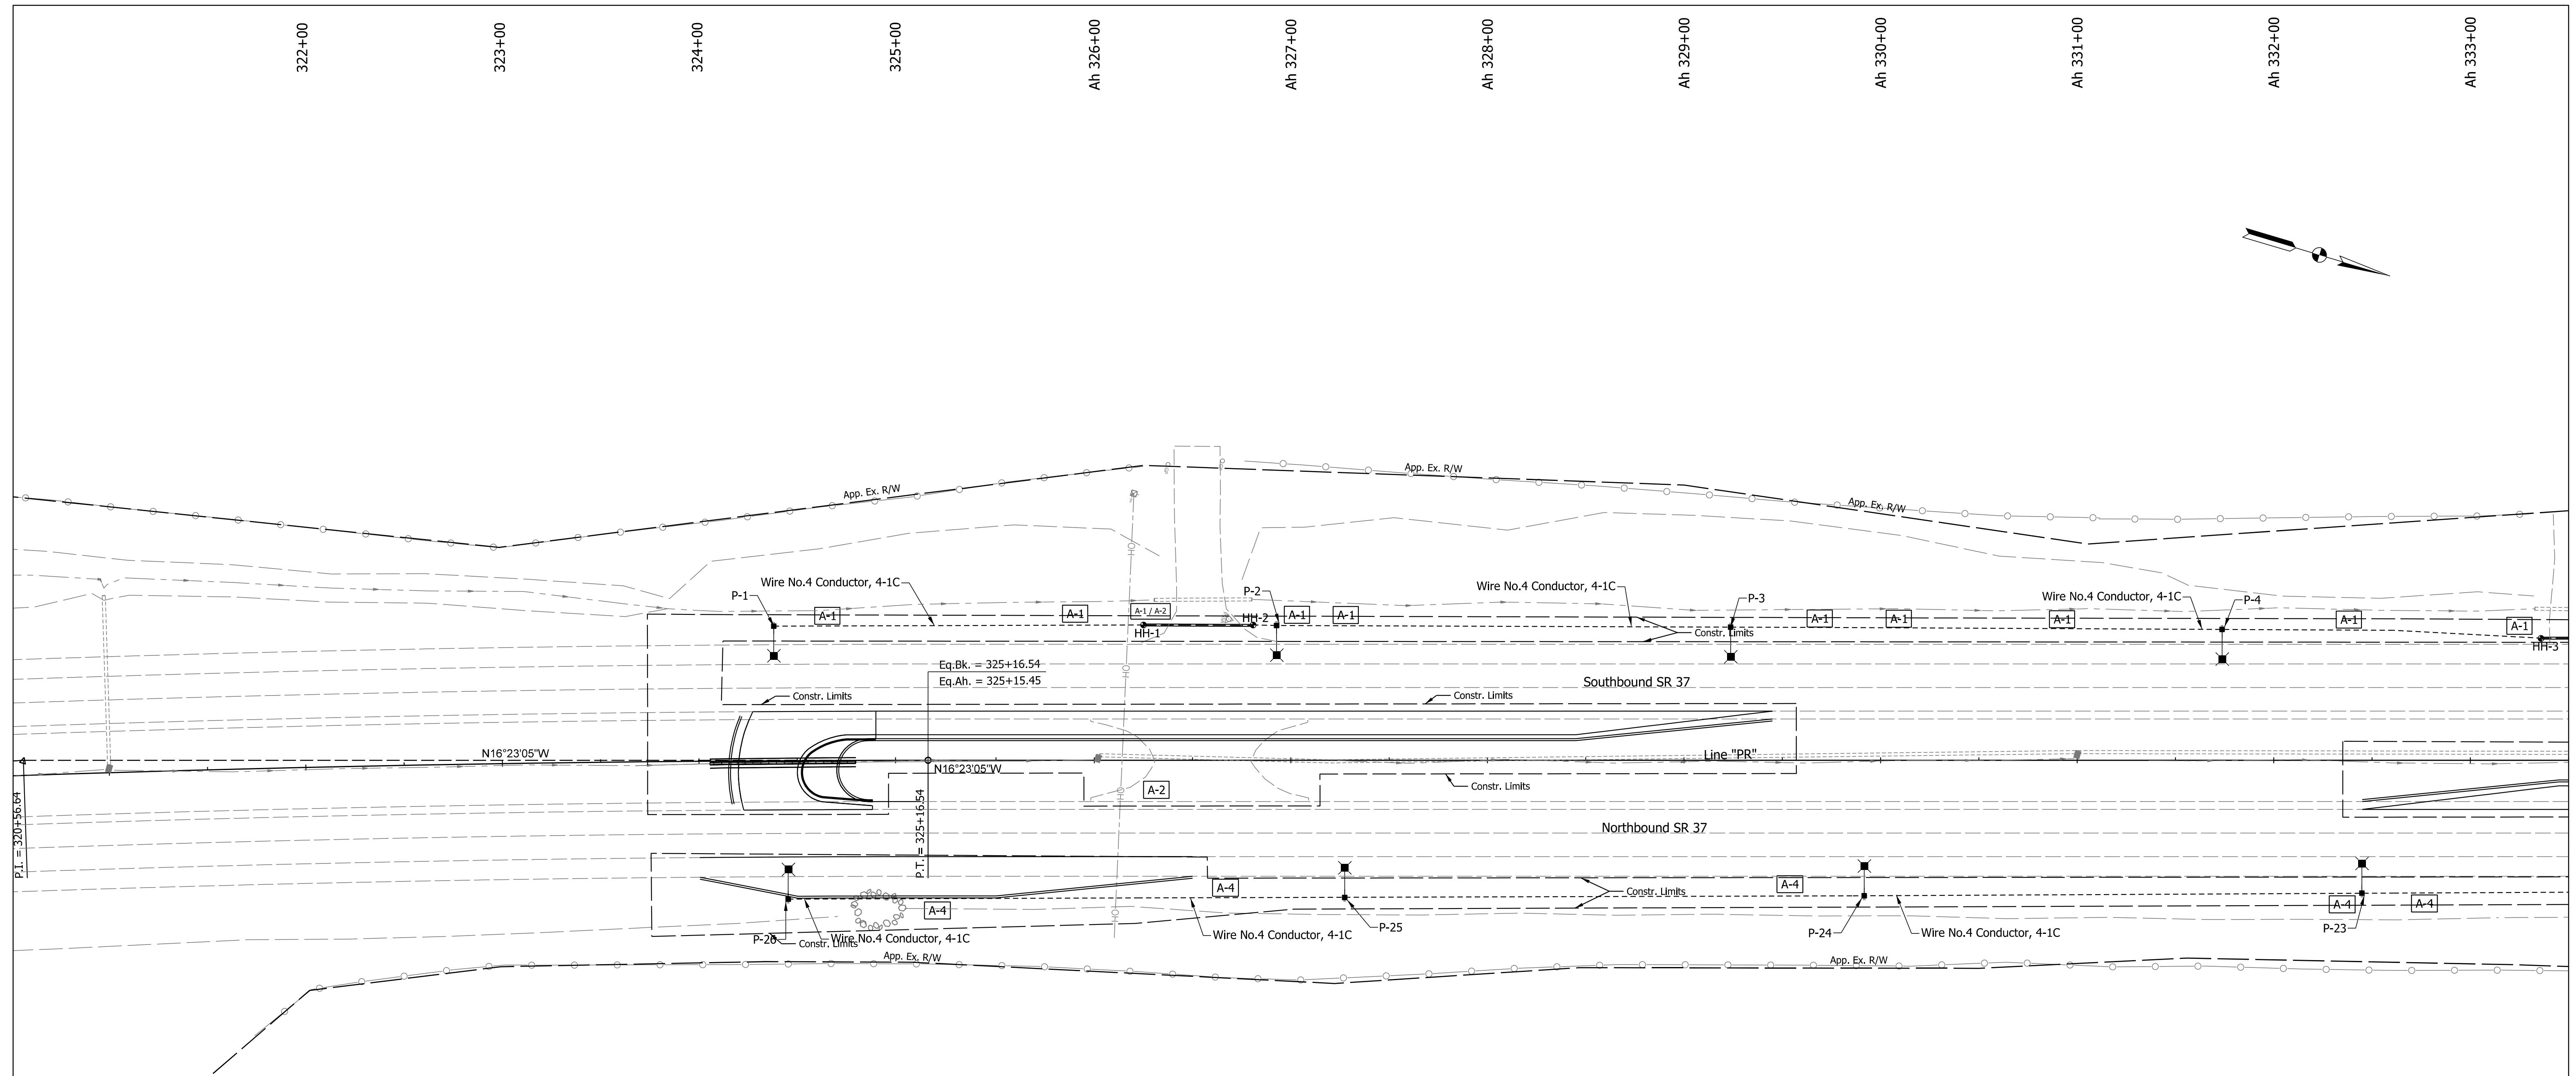 322+00
323+00
324+00
325+00
Ah 326+00
Ah 327+00
Ah 328+00
Ah 329+00
Ah 330+00
Ah 331+00
Ah 332+00
Ah 333+00
App. Ex. R/W
App. Ex. R/W
App. Ex. R/W
OH
P-1
Wire No.4 Conductor, 4-1C
P-2
Wire No.4 Conductor, 4-1C
P-3
Wire No.4 Conductor, 4-1C
P-4
A-1
A-1
A-1 / A-2
A-1
A-1
A-1
A-1
A-1
A-1
A-1
HH-1
HH-2
Constr. Limits
HH-3
OH
Eq.Bk. = 325+16.54
Eq.Ah. = 325+15.45
Southbound SR 37
Constr. Limits
Constr. Limits
N16°23'05"W
N16°23'05"W
Line "PR"
Constr. Limits
A-2
OH
P.I. = 320+56.64
P.T. = 325+16.54
Northbound SR 37
A-4
A-4
A-4
A-4
A-4
Constr. Limits
OH
P-26
Constr. Limits
Wire No.4 Conductor, 4-1C
Wire No.4 Conductor, 4-1C
P-25
P-24
Wire No.4 Conductor, 4-1C
P-23
App. Ex. R/W
App. Ex. R/W